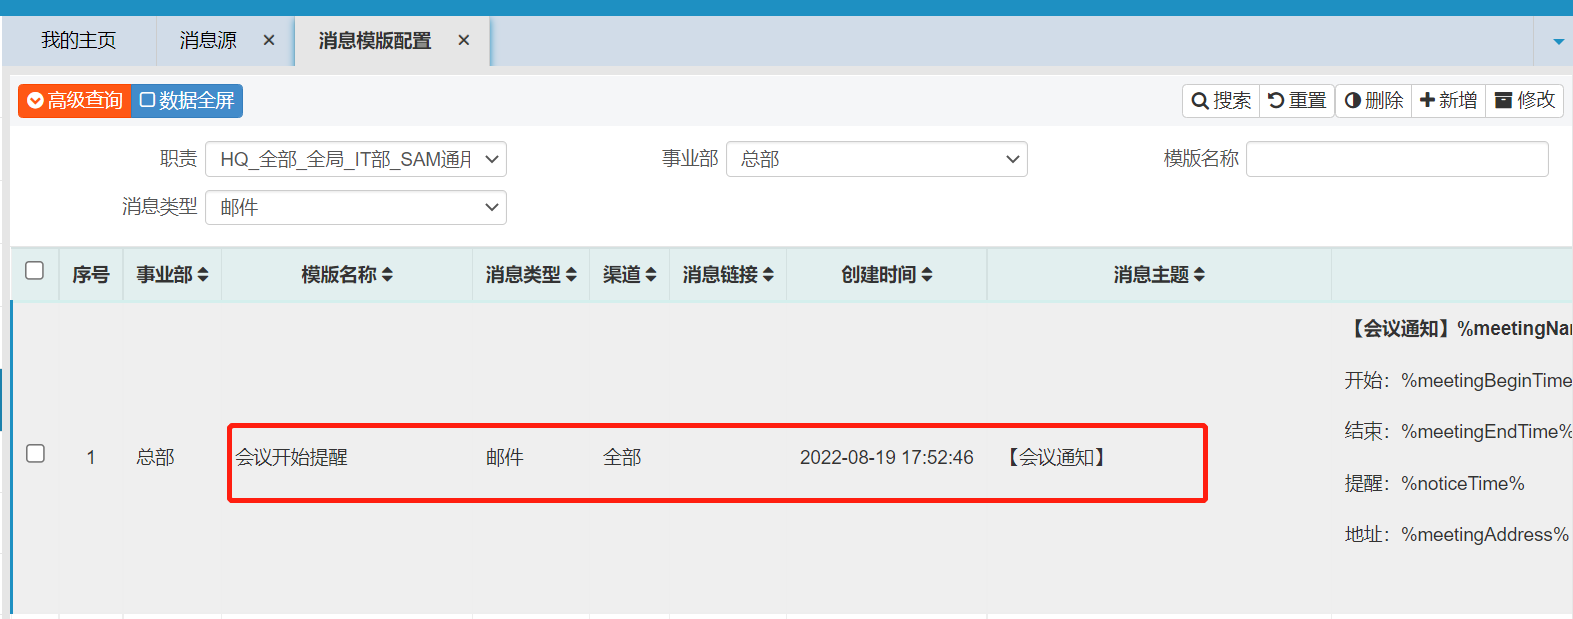 我的主页 消息源 × 消息模版配置 ×
高级查询 数据全屏 搜索 重置 删除 新增 修改
职责 HQ_全部_全局_IT部_SAM通用 事业部 总部 模版名称
消息类型 邮件
序号 事业部 模版名称 消息类型 渠道 消息链接 创建时间 消息主题
【会议通知】%meetingNa
开始：%meetingBeginTime
结束：%meetingEndTime%
1 总部 会议开始提醒 邮件 全部 2022-08-19 17:52:46 【会议通知】
提醒：%noticeTime%
地址：%meetingAddress%